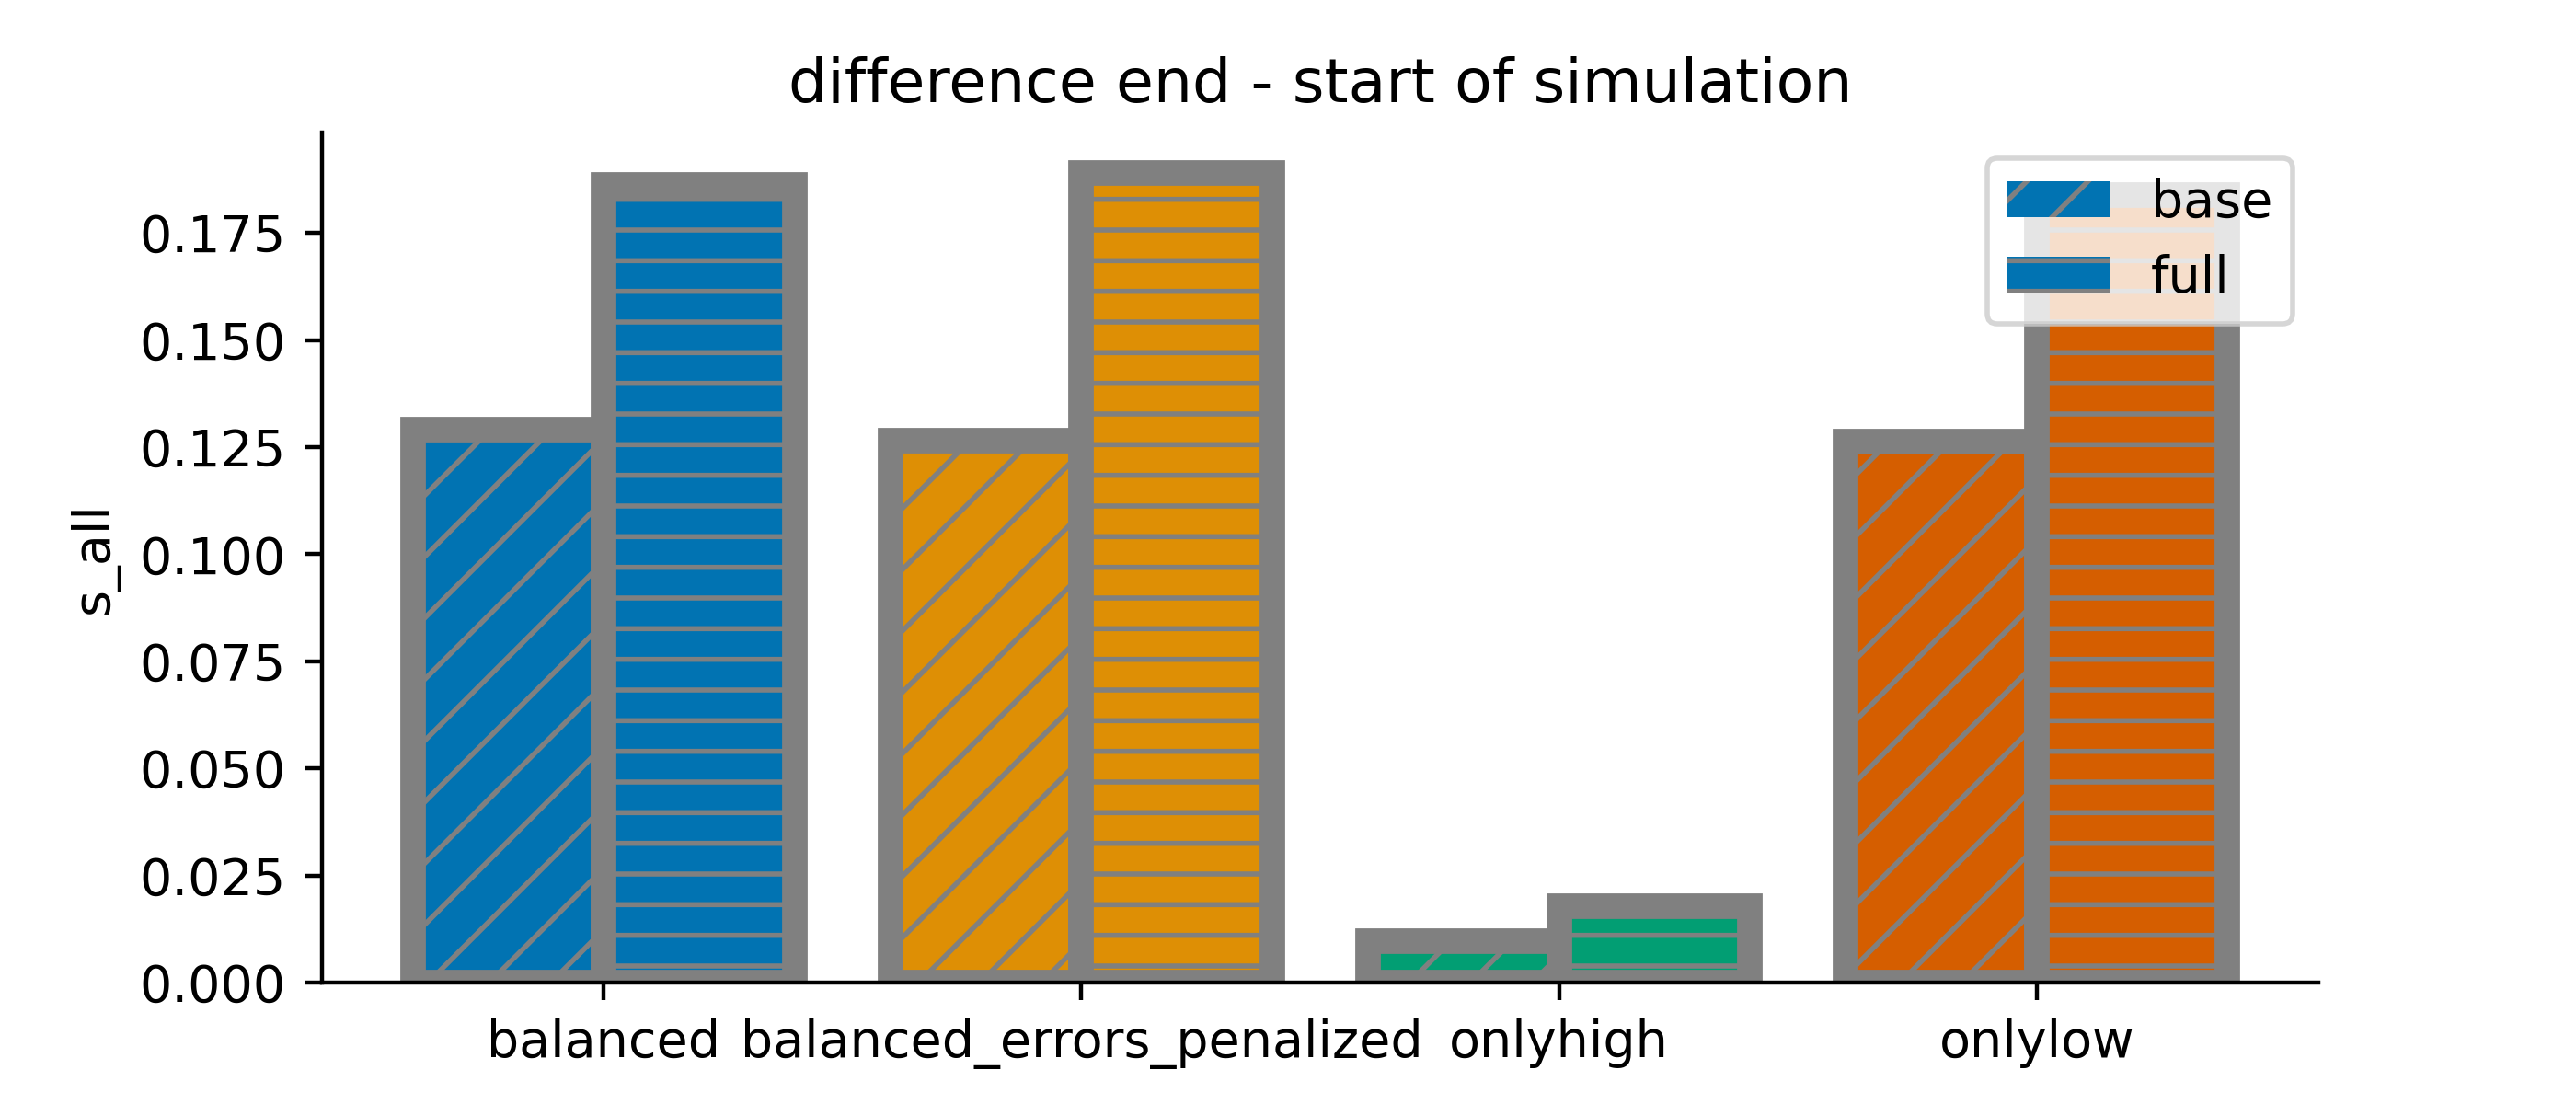 difference end - start of simulation
base
full
0.175
0.150
0.125
0.100
0.075
0.050
0.025
0.000
s_all
balanced balanced_errors_penalized onlyhigh onlylow